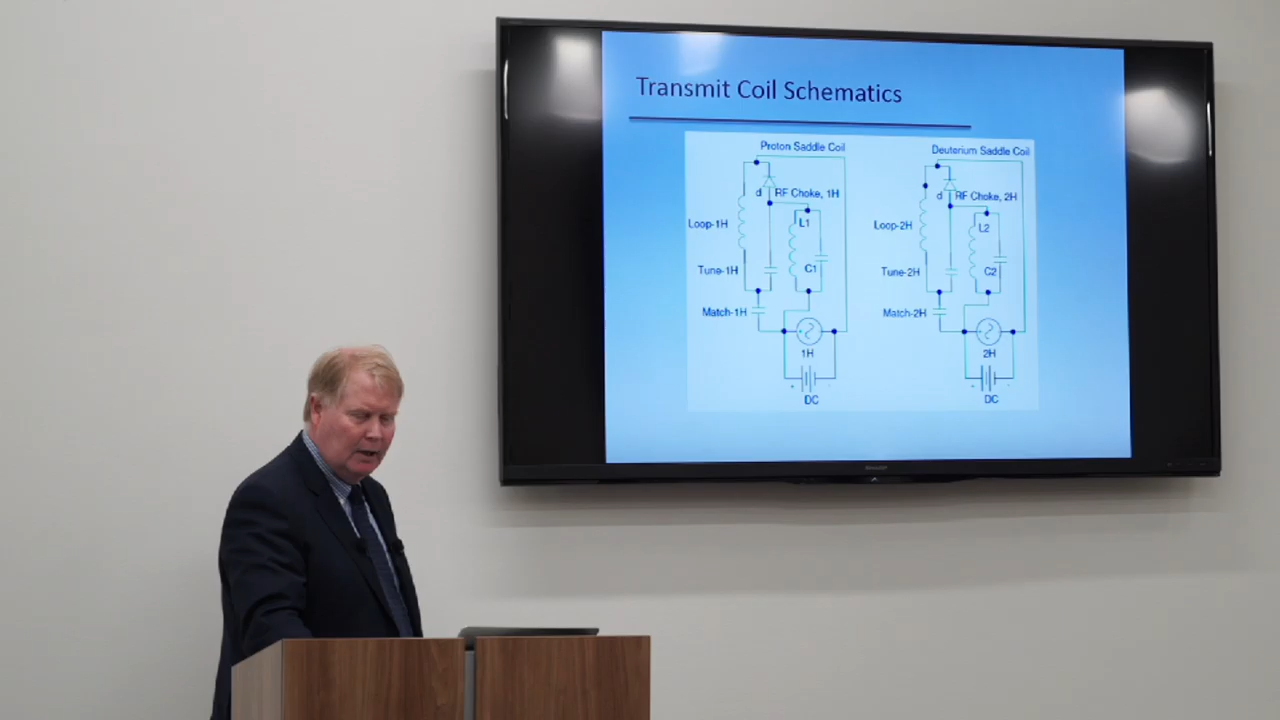 Transmit Coil Schematics
Proton Saddle Coil
d
RF Choke, 1H
Loop-1H
L1
Tune-1H
C1
Match-1H
1H
+
-
DC
Deuterium Saddle Coil
d
RF Choke, 2H
Loop-2H
L2
Tune-2H
C2
Match-2H
2H
+
-
DC
SHARP